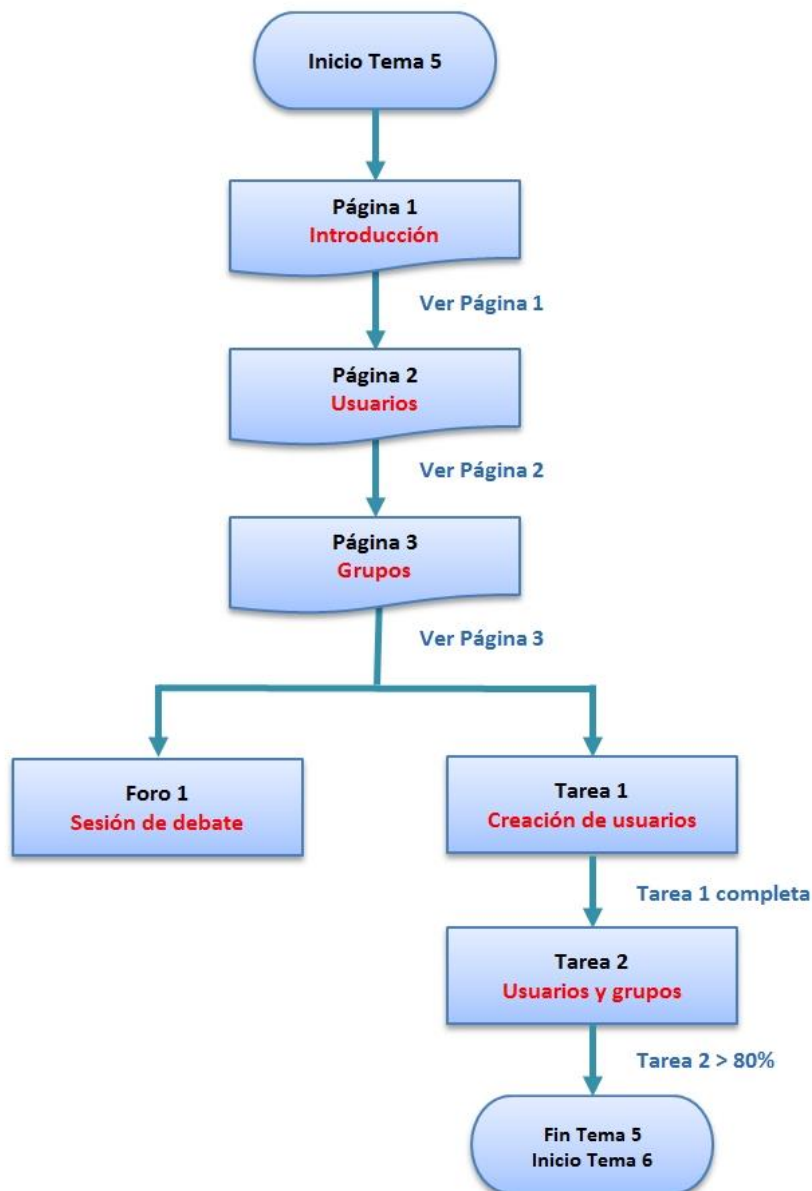 Inicio Tema 5
Página 1
Introducción
Ver Página 1
Página 2
Usuarios
Ver Página 2
Página 3
Grupos
Ver Página 3
Foro 1
Sesión de debate
Tarea 1
Creación de usuarios
Tarea 1 completa
Tarea 2
Usuarios y grupos
Tarea 2 > 80%
Fin Tema 5
Inicio Tema 6